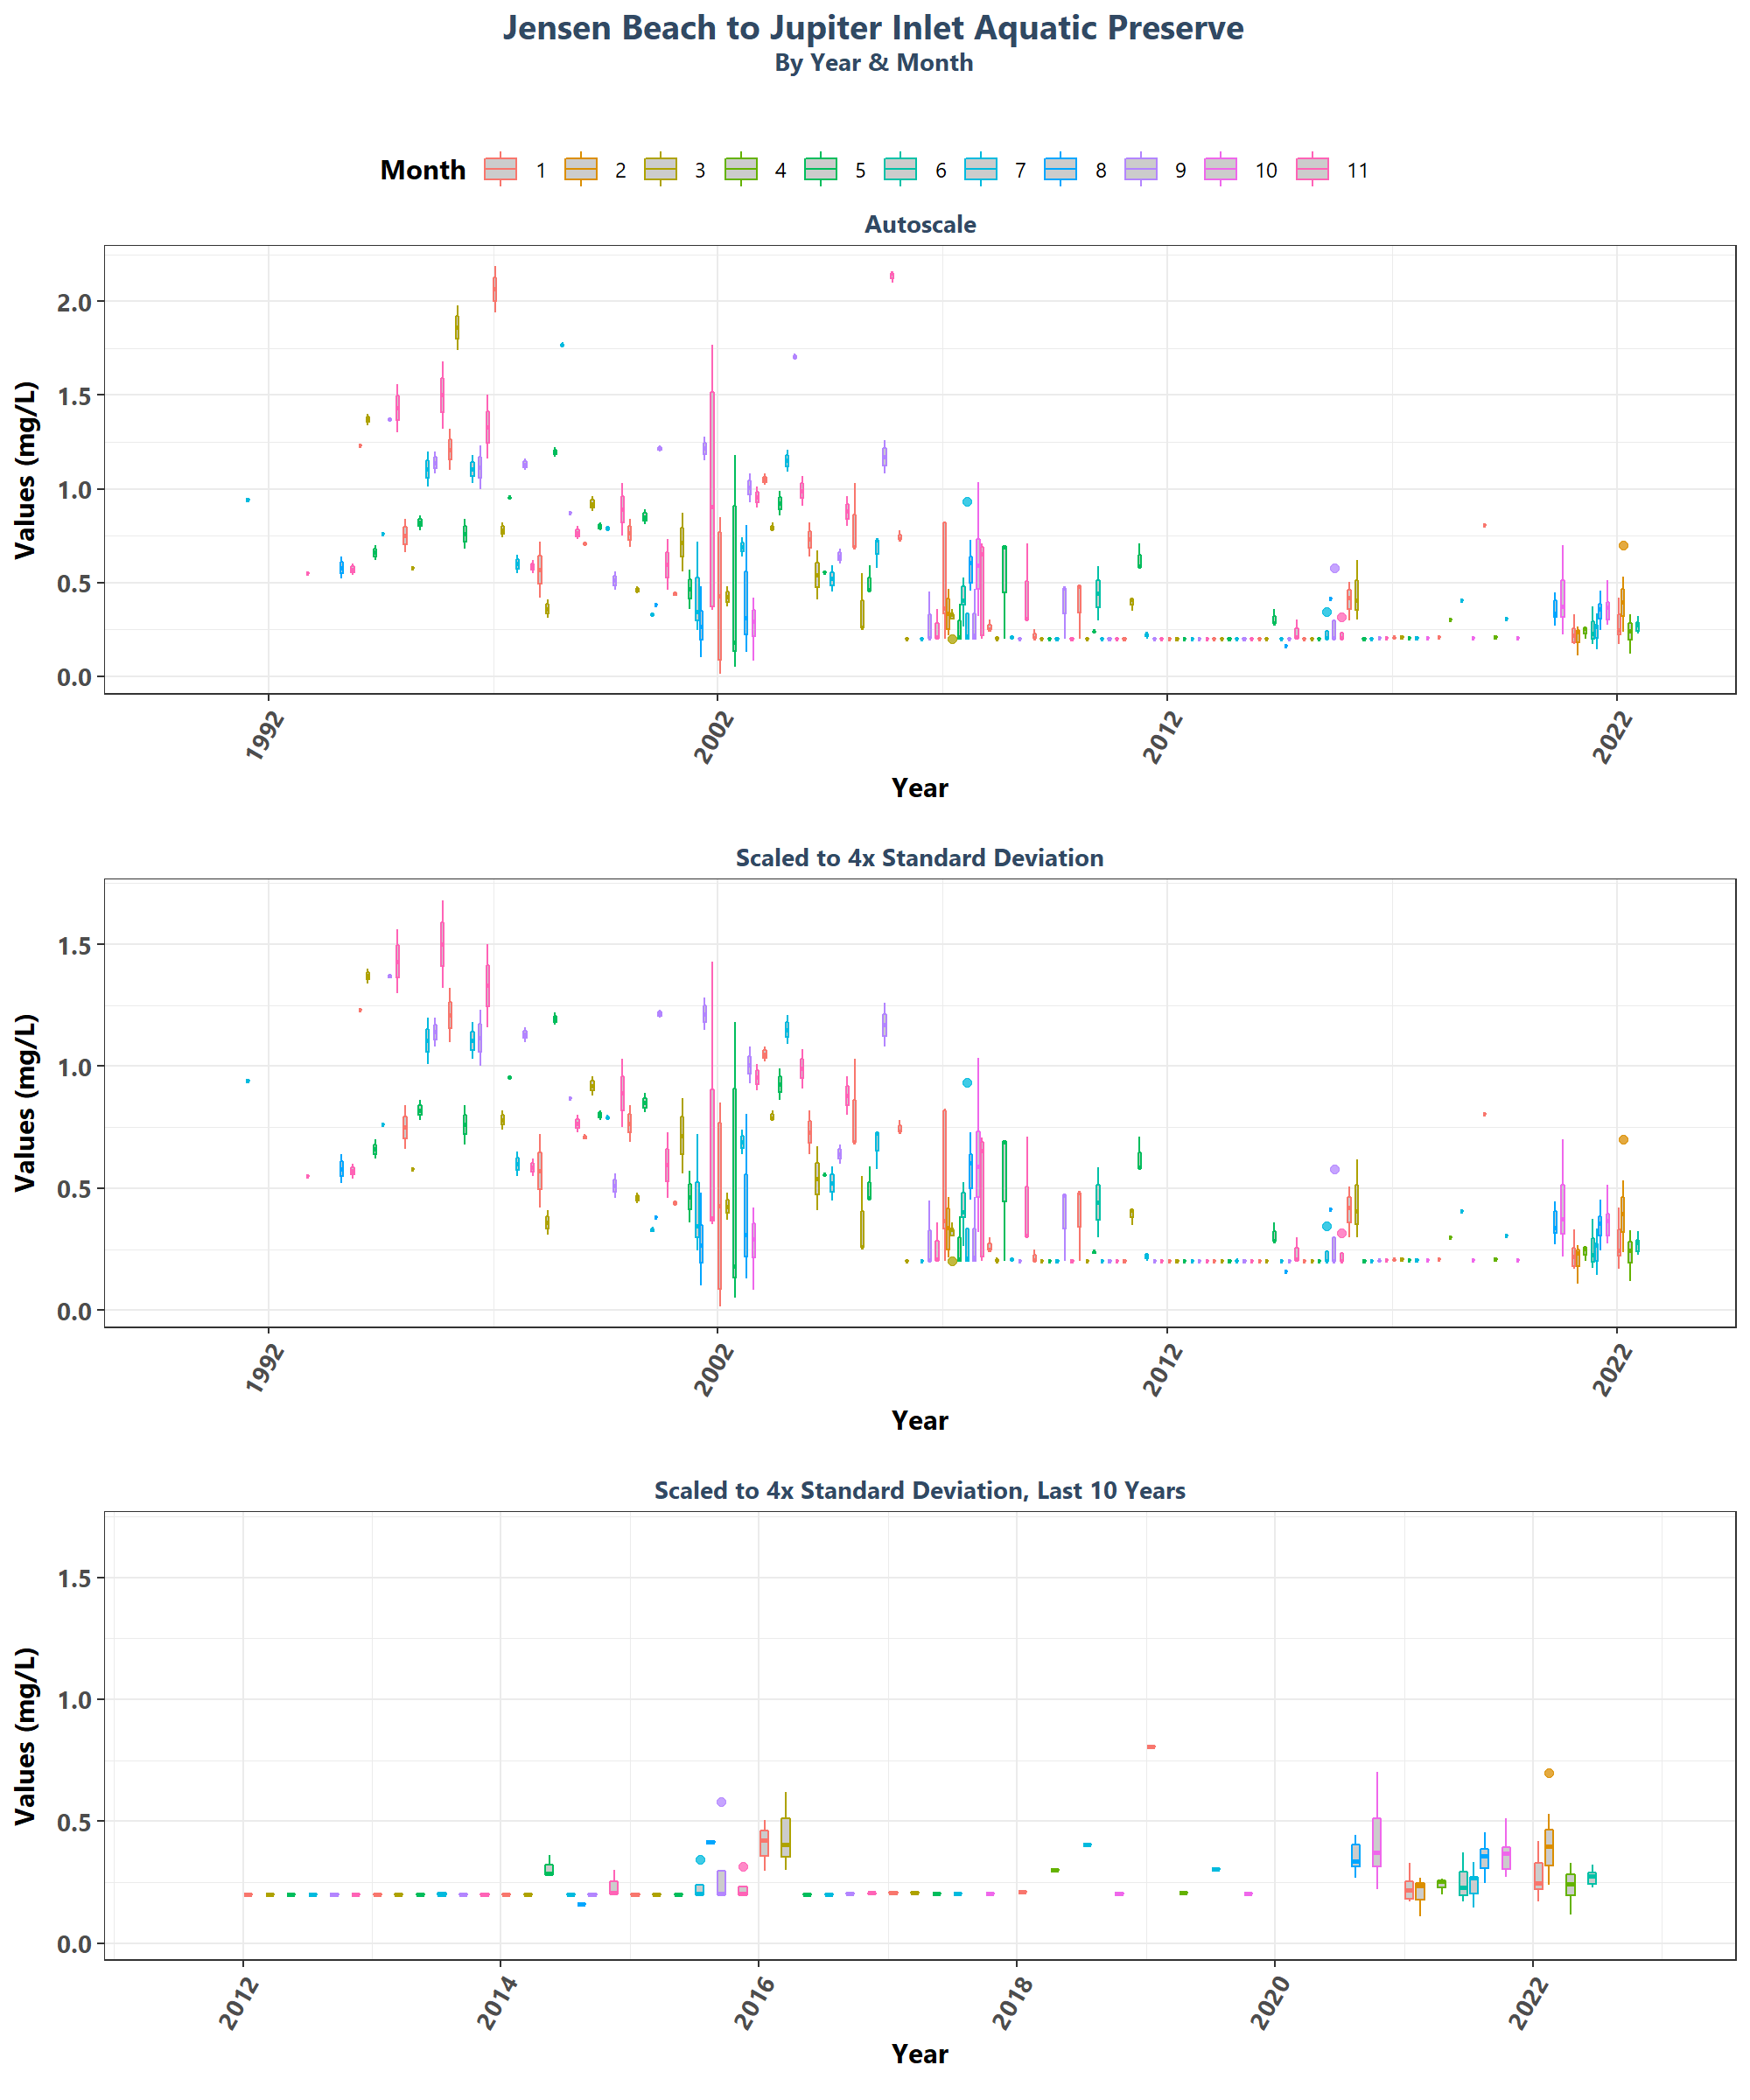 Jensen Beach to Jupiter Inlet Aquatic Preserve
By Year & Month
Month 1 2 3 4 5 6 7 8 9 10 11
Autoscale
Values (mg/L)
2.0
1.5
1.0
0.5
0.0
1992 2002 2012 2022
Year
Scaled to 4x Standard Deviation
Values (mg/L)
1.5
1.0
0.5
0.0
1992 2002 2012 2022
Year
Scaled to 4x Standard Deviation, Last 10 Years
Values (mg/L)
1.5
1.0
0.5
0.0
2012 2014 2016 2018 2020 2022
Year